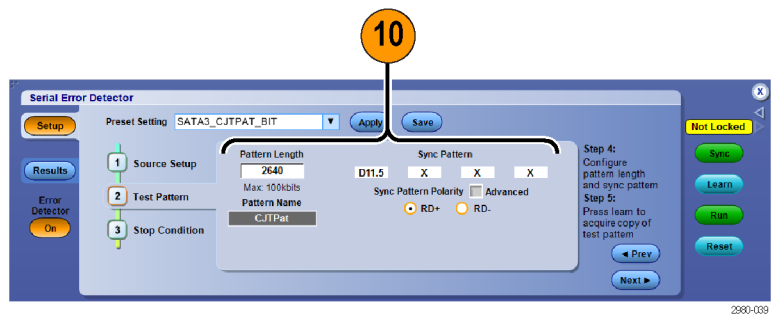 10
Serial Error Detector
X
Setup
Preset Setting SATA3_CJTPAT_BIT
Apply
Save
Not Locked
Results
Error
Detector
On
1 Source Setup
2 Test Pattern
3 Stop Condition
Pattern Length
2640
Max: 100kbits
Pattern Name
CJTPat
Sync Pattern
D11.5 X X X
Sync Pattern Polarity Advanced
RD+ RD-
Step 4:
Configure
pattern length
and sync pattern
Step 5:
Press learn to
acquire copy of
test pattern
Prev
Next
Sync
Learn
Run
Reset
2980-039